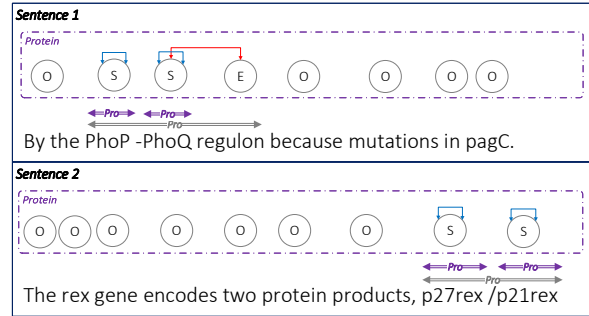 Sentence 1
Protein
O S S E O O O O
Pro Pro
Pro
By the PhoP -PhoQ regulon because mutations in pagC.
Sentence 2
Protein
O O O O O O O S S
Pro Pro
Pro
The rex gene encodes two protein products, p27rex /p21rex